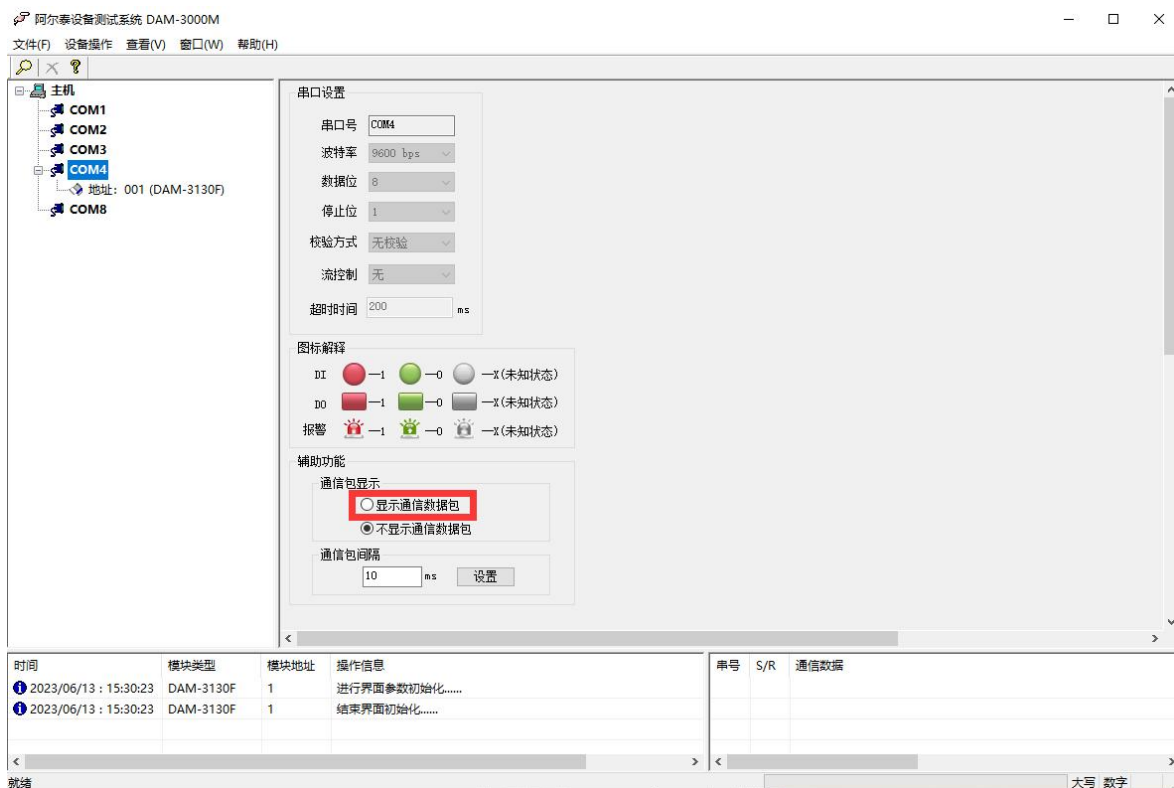 阿尔泰设备测试系统 DAM-3000M
文件(F) 设备操作 查看(V) 窗口(W) 帮助(H)
主机
COM1
COM2
COM3
COM4
地址：001 (DAM-3130F)
COM8
串口设置
串口号 COM4
波特率 9600 bps
数据位 8
停止位 1
校验方式 无校验
流控制 无
超时时间 200 ms
图标解释
DI —1 —0 —X(未知状态)
DO —1 —0 —X(未知状态)
报警 —1 —0 —X(未知状态)
辅助功能
通信包显示
显示通信数据包
不显示通信数据包
通信包间隔
10 ms 设置
时间 模块类型 模块地址 操作信息
2023/06/13 : 15:30:23 DAM-3130F 1 进行界面参数初始化......
2023/06/13 : 15:30:23 DAM-3130F 1 结束界面初始化......
串号 S/R 通信数据
就绪
大写 数字